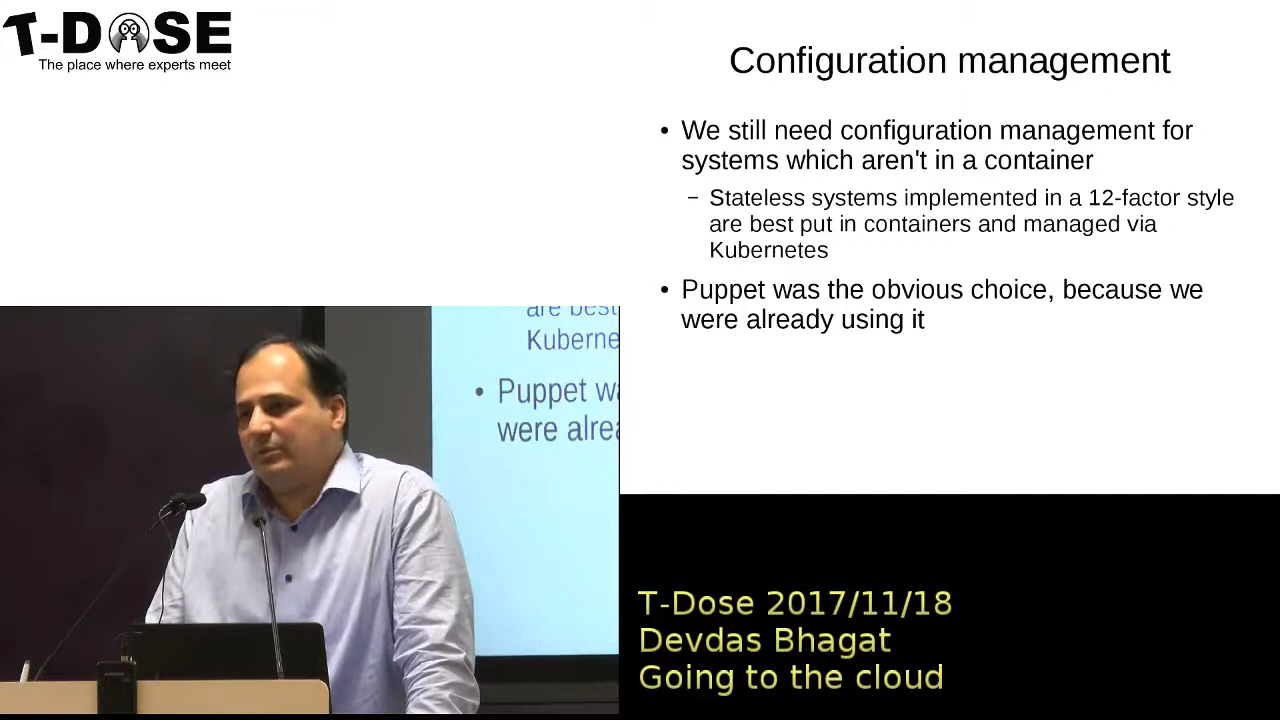 T-DOSE
The place where experts meet
Configuration management
• We still need configuration management for
systems which aren't in a container
– Stateless systems implemented in a 12-factor style
are best put in containers and managed via
Kubernetes
• Puppet was the obvious choice, because we
were already using it
are best
Kuberne
• Puppet wa
were alrea
T-Dose 2017/11/18
Devdas Bhagat
Going to the cloud